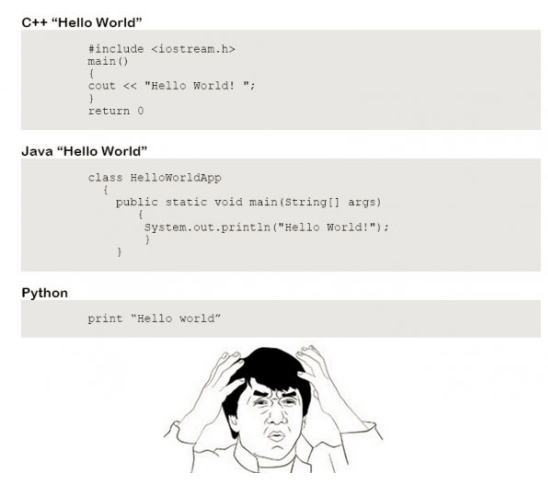 C++ “Hello World”
#include <iostream.h>
main()
{
cout << "Hello World! ";
}
return 0
Java “Hello World”
class HelloWorldApp
{
public static void main(String[] args)
{
System.out.println("Hello World!");
}
}
Python
print “Hello world”